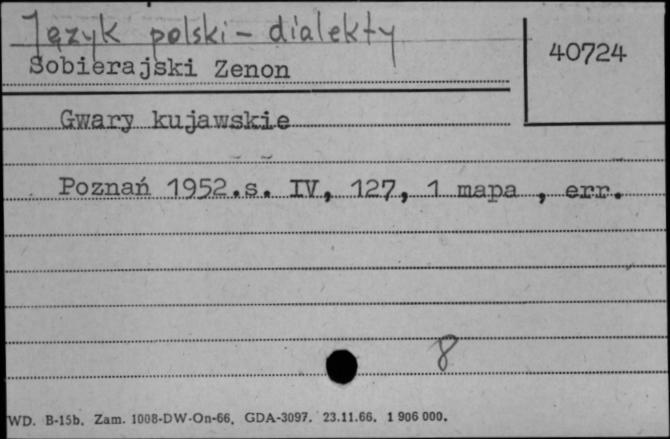 Język polski - dialekty
40724
Sobierajski Zenon
Gwary kujawskie
Poznań 1952.s. IV, 127, 1 mapa , err.
8
WD. B-15b. Zam. 1008-DW-On-66. GDA-3097. 23.11.66. 1 906 000.